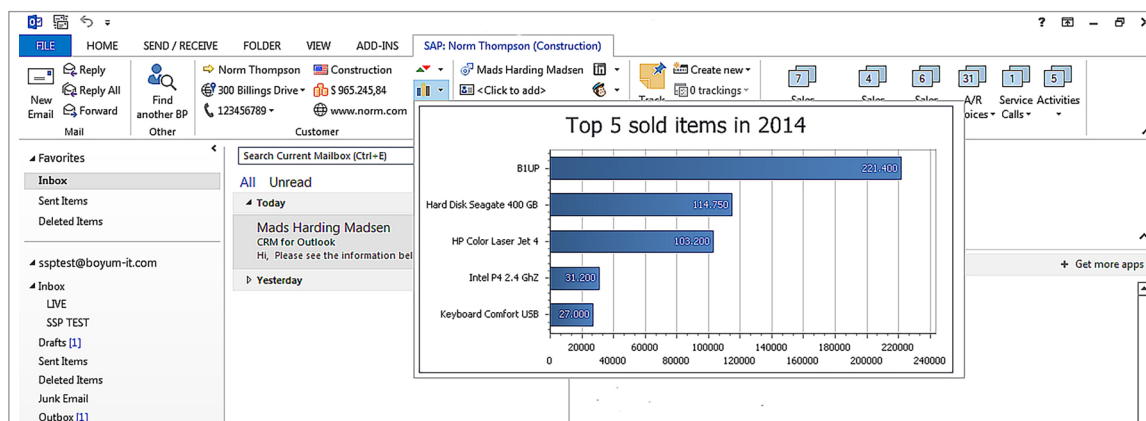 ?
FILE HOME SEND / RECEIVE FOLDER VIEW ADD-INS SAP: Norm Thompson (Construction)
New Email
Reply
Reply All
Forward
Mail
Find another BP
Other
Norm Thompson
300 Billings Drive
123456789
Construction
$ 965.245,84
www.norm.com
Customer
Mads Harding Madsen
<Click to add>
Track
Create new
0 trackings
7
Sales
4
Sales
6
Sales
31
A/R
oices
1
Service Calls
5
Activities
Favorites
Inbox
Sent Items
Deleted Items
ssptest@boyum-it.com
Inbox
LIVE
SSP TEST
Drafts [1]
Sent Items
Deleted Items
Junk Email
Outbox [1]
Search Current Mailbox (Ctrl+E)
All Unread
Today
Mads Harding Madsen
CRM for Outlook
Hi, Please see the information bel
Yesterday
Top 5 sold items in 2014
B1UP 221.400
Hard Disk Seagate 400 GB 114.750
HP Color Laser Jet 4 103.200
Intel P4 2.4 GhZ 31.200
Keyboard Comfort USB 27.000
20000 60000 100000 140000 180000 220000
0 40000 80000 120000 160000 200000 240000
+ Get more apps